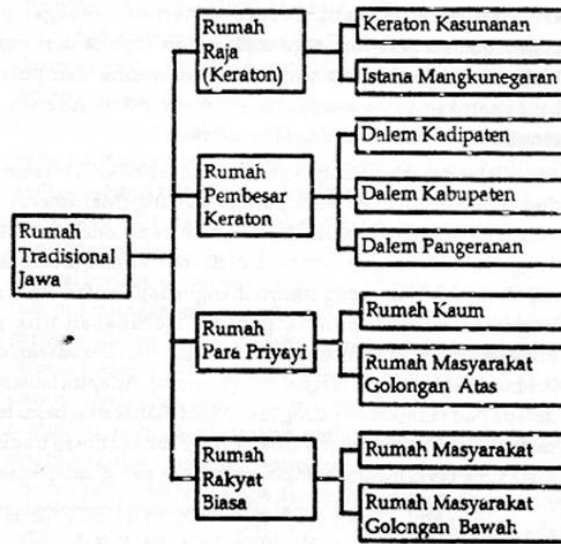 Rumah
Tradisional
Jawa
Rumah
Raja
(Keraton)
Keraton Kasunanan
Istana Mangkunegaran
Rumah
Pembesar
Keraton
Dalem Kadipaten
Dalem Kabupeten
Dalem Pangeranan
Rumah
Para Priyayi
Rumah Kaum
Rumah Masyarakat
Golongan Atas
Rumah
Rakyat
Biasa
Rumah Masyarakat
Rumah Masyarakat
Golongan Bawah